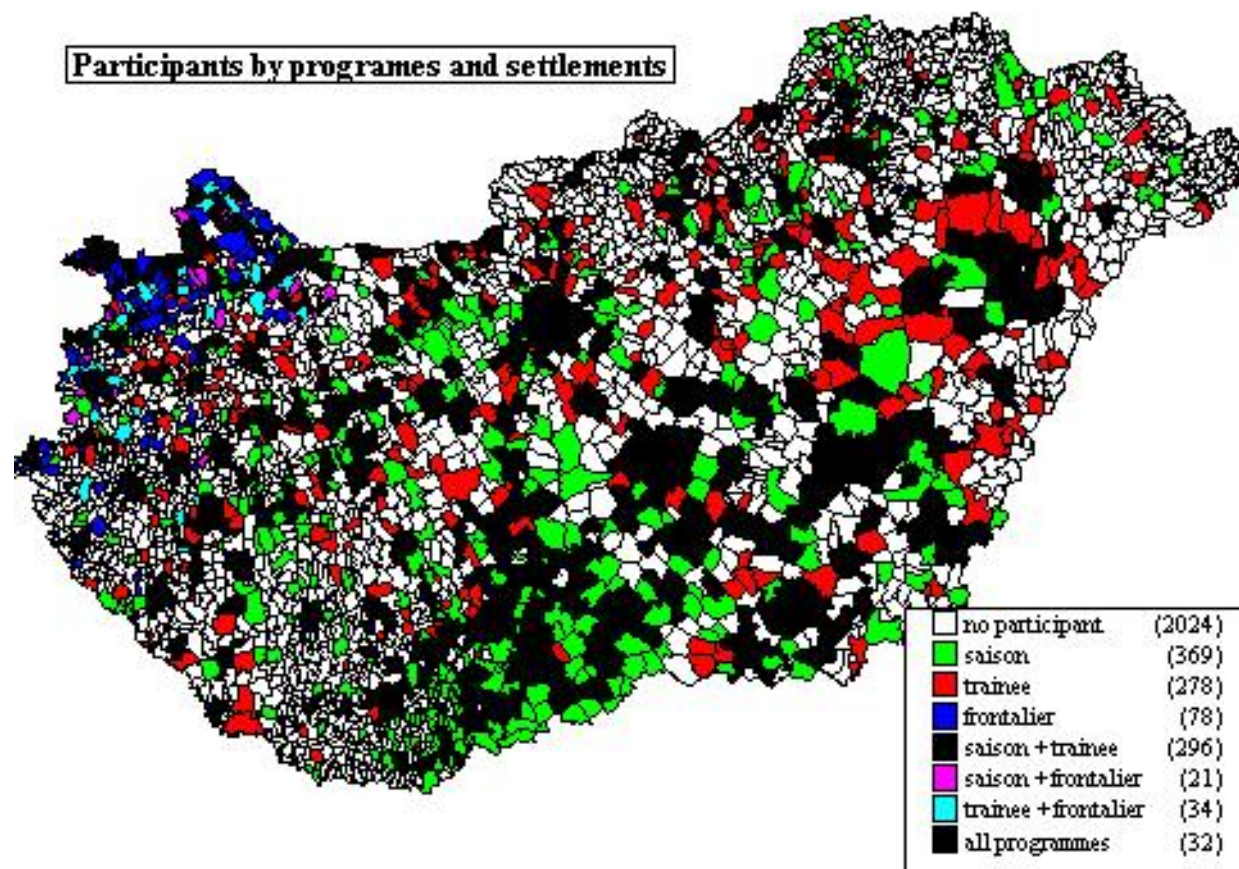 Participants by programes and settlements
no participant (2024)
saison (369)
trainee (278)
frontalier (78)
saison +trainee (296)
saison +frontalier (21)
trainee +frontalier (34)
all programmes (32)